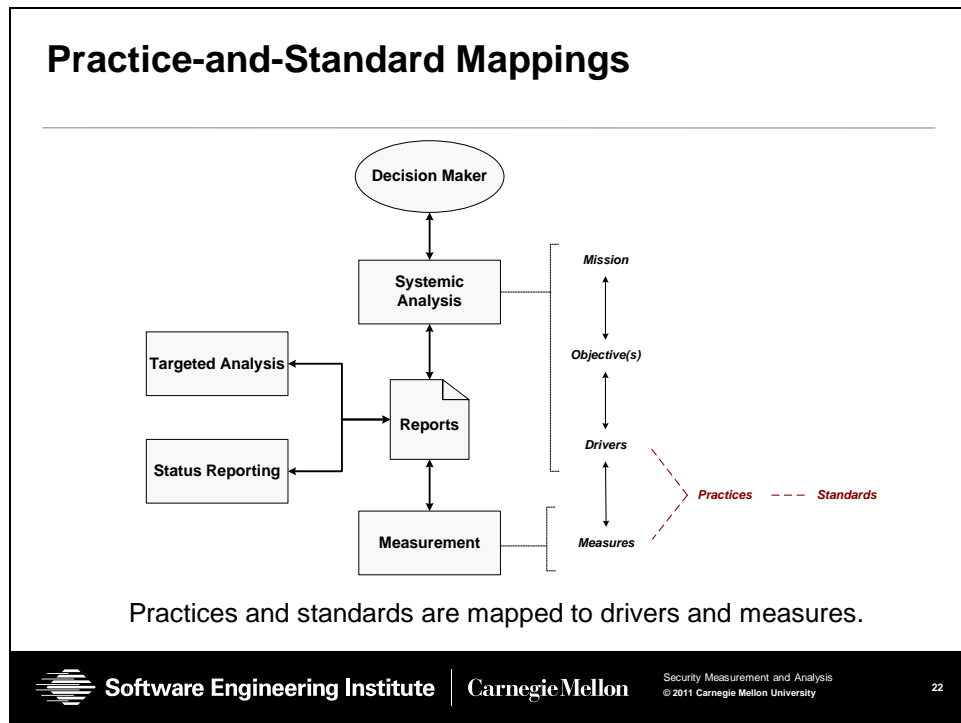 Practice-and-Standard Mappings
Decision Maker
Systemic
Analysis
Mission
Targeted Analysis
Objective(s)
Reports
Drivers
Status Reporting
Practices
Standards
Measurement
Measures
Practices and standards are mapped to drivers and measures.
Software Engineering Institute
Carnegie Mellon
Security Measurement and Analysis
© 2011 Carnegie Mellon University
22